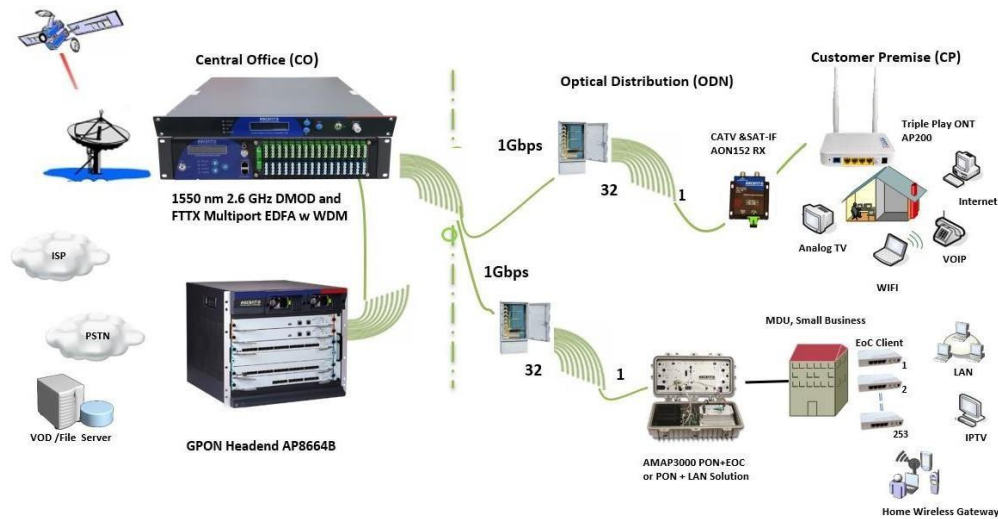 Central Office (CO)
Optical Distribution (ODN)
Customer Premise (CP)
1550 nm 2.6 GHz DMOD and
FTTX Multiport EDFA w WDM
1Gbps
32
1
CATV &SAT-IF
AON152 RX
Triple Play ONT
AP200
Internet
Analog TV
VOIP
WIFI
ISP
PSTN
VOD /File Server
GPON Headend AP8664B
1Gbps
32
1
AMAP3000 PON+EOC
or PON + LAN Solution
MDU, Small Business
EoC Client
1
2
253
LAN
IPTV
Home Wireless Gateway